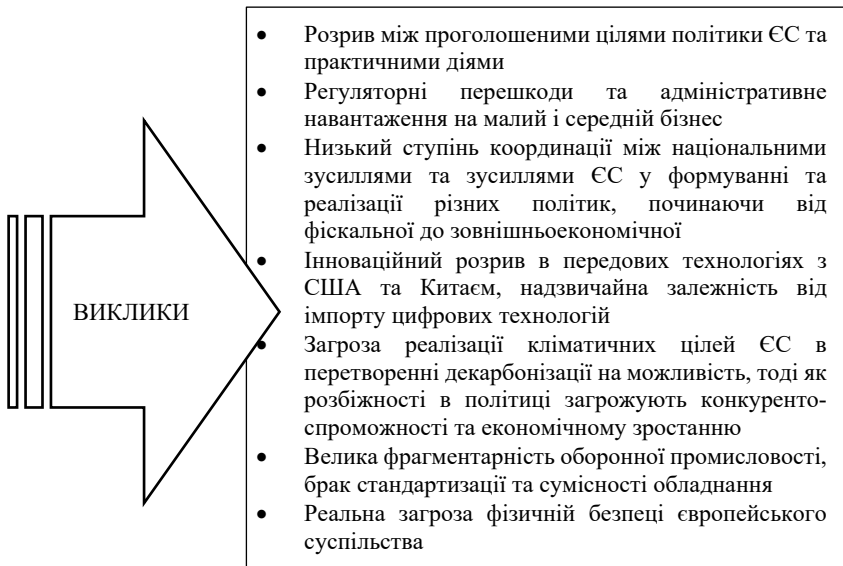 ВИКЛИКИ
• Розрив між проголошеними цілями політики ЄС та
практичними діями
• Регуляторні перешкоди та адміністративне
навантаження на малий і середній бізнес
• Низький ступінь координації між національними
зусиллями та зусиллями ЄС у формуванні та
реалізації різних політик, починаючи від
фіскальної до зовнішньоекономічної
• Інноваційний розрив в передових технологіях з
США та Китаєм, надзвичайна залежність від
імпорту цифрових технологій
• Загроза реалізації кліматичних цілей ЄС в
перетворенні декарбонізації на можливість, тоді як
розбіжності в політиці загрожують конкуренто-
спроможності та економічному зростанню
• Велика фрагментарність оборонної промисловості,
брак стандартизації та сумісності обладнання
• Реальна загроза фізичній безпеці європейського
суспільства